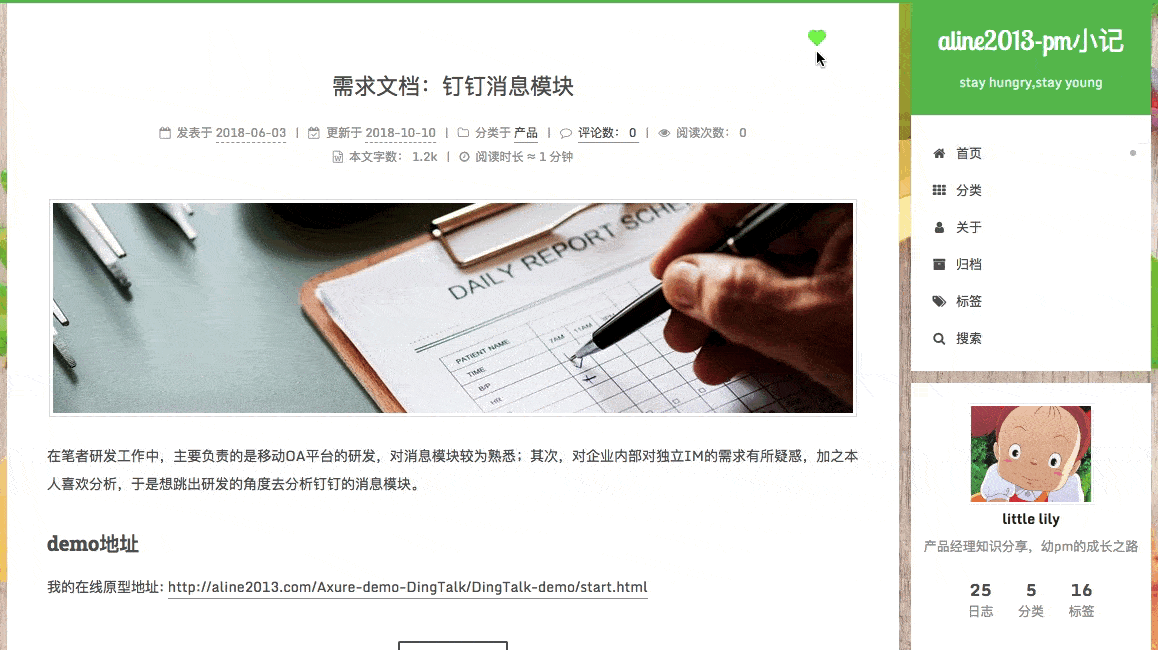 需求文档：钉钉消息模块
发表于 2018-06-03 | 更新于 2018-10-10 | 分类于 产品 | 评论数： 0 | 阅读次数： 0
本文字数： 1.2k | 阅读时长 ≈ 1 分钟
DAILY REPORT SCHE
PATIENT NAME
7AM 11AM
TIME
B/P
HR
在笔者研发工作中，主要负责的是移动OA平台的研发，对消息模块较为熟悉；其次，对企业内部对独立IM的需求有所疑惑，加之本
人喜欢分析，于是想跳出研发的角度去分析钉钉的消息模块。
demo地址
我的在线原型地址: http://aline2013.com/Axure-demo-DingTalk/DingTalk-demo/start.html
aline2013-pm小记
stay hungry,stay young
首页
分类
关于
归档
标签
搜索
little lily
产品经理知识分享，幼pm的成长之路
25 5 16
日志 分类 标签